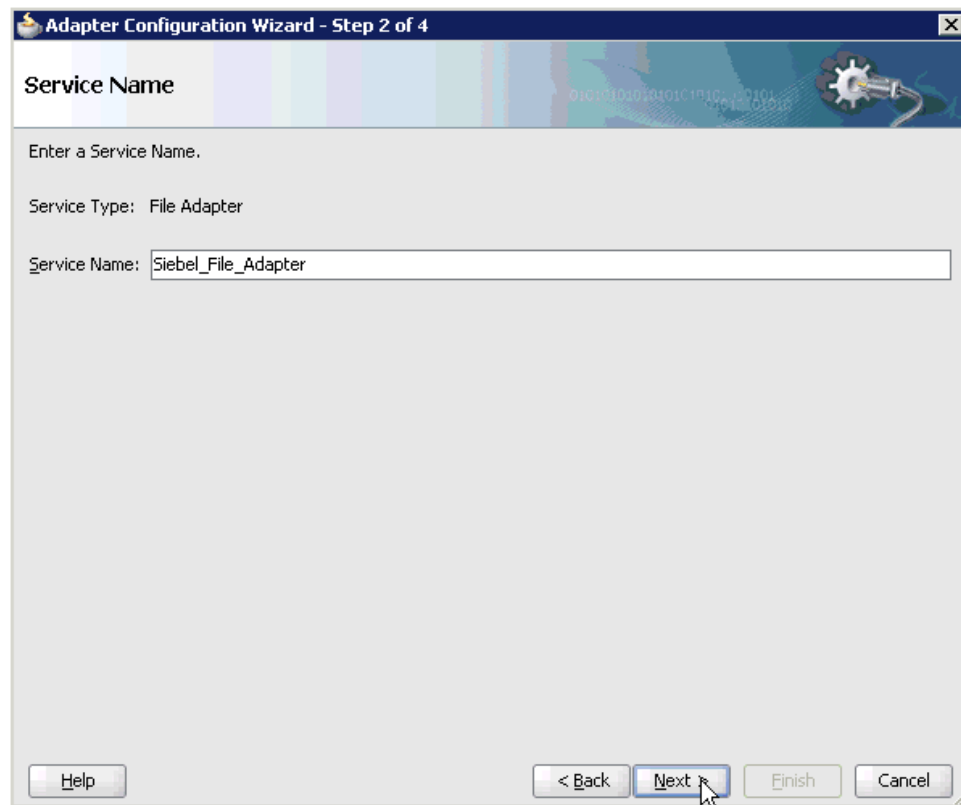 Adapter Configuration Wizard - Step 2 of 4
Service Name
Enter a Service Name.
Service Type: File Adapter
Service Name: Siebel_File_Adapter
Help
< Back
Next >
Finish
Cancel